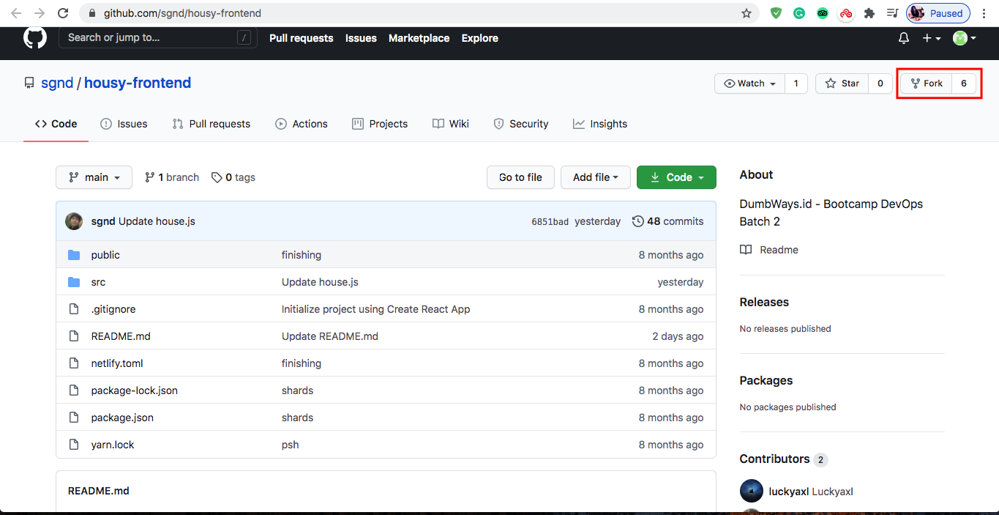 github.com/sgnd/housy-frontend
Paused
Search or jump to... /
Pull requests Issues Marketplace Explore
sgnd / housy-frontend
Watch 1
Star 0
Fork 6
Code Issues Pull requests Actions Projects Wiki Security Insights
main 1 branch 0 tags
Go to file Add file Code
sgnd Update house.js 6851bad yesterday 48 commits
public finishing 8 months ago
src Update house.js yesterday
.gitignore Initialize project using Create React App 8 months ago
README.md Update README.md 2 days ago
netlify.toml finishing 8 months ago
package-lock.json shards 8 months ago
package.json shards 8 months ago
yarn.lock psh 8 months ago
README.md
About
DumbWays.id - Bootcamp DevOps
Batch 2
Readme
Releases
No releases published
Packages
No packages published
Contributors 2
luckyaxl Luckyaxl